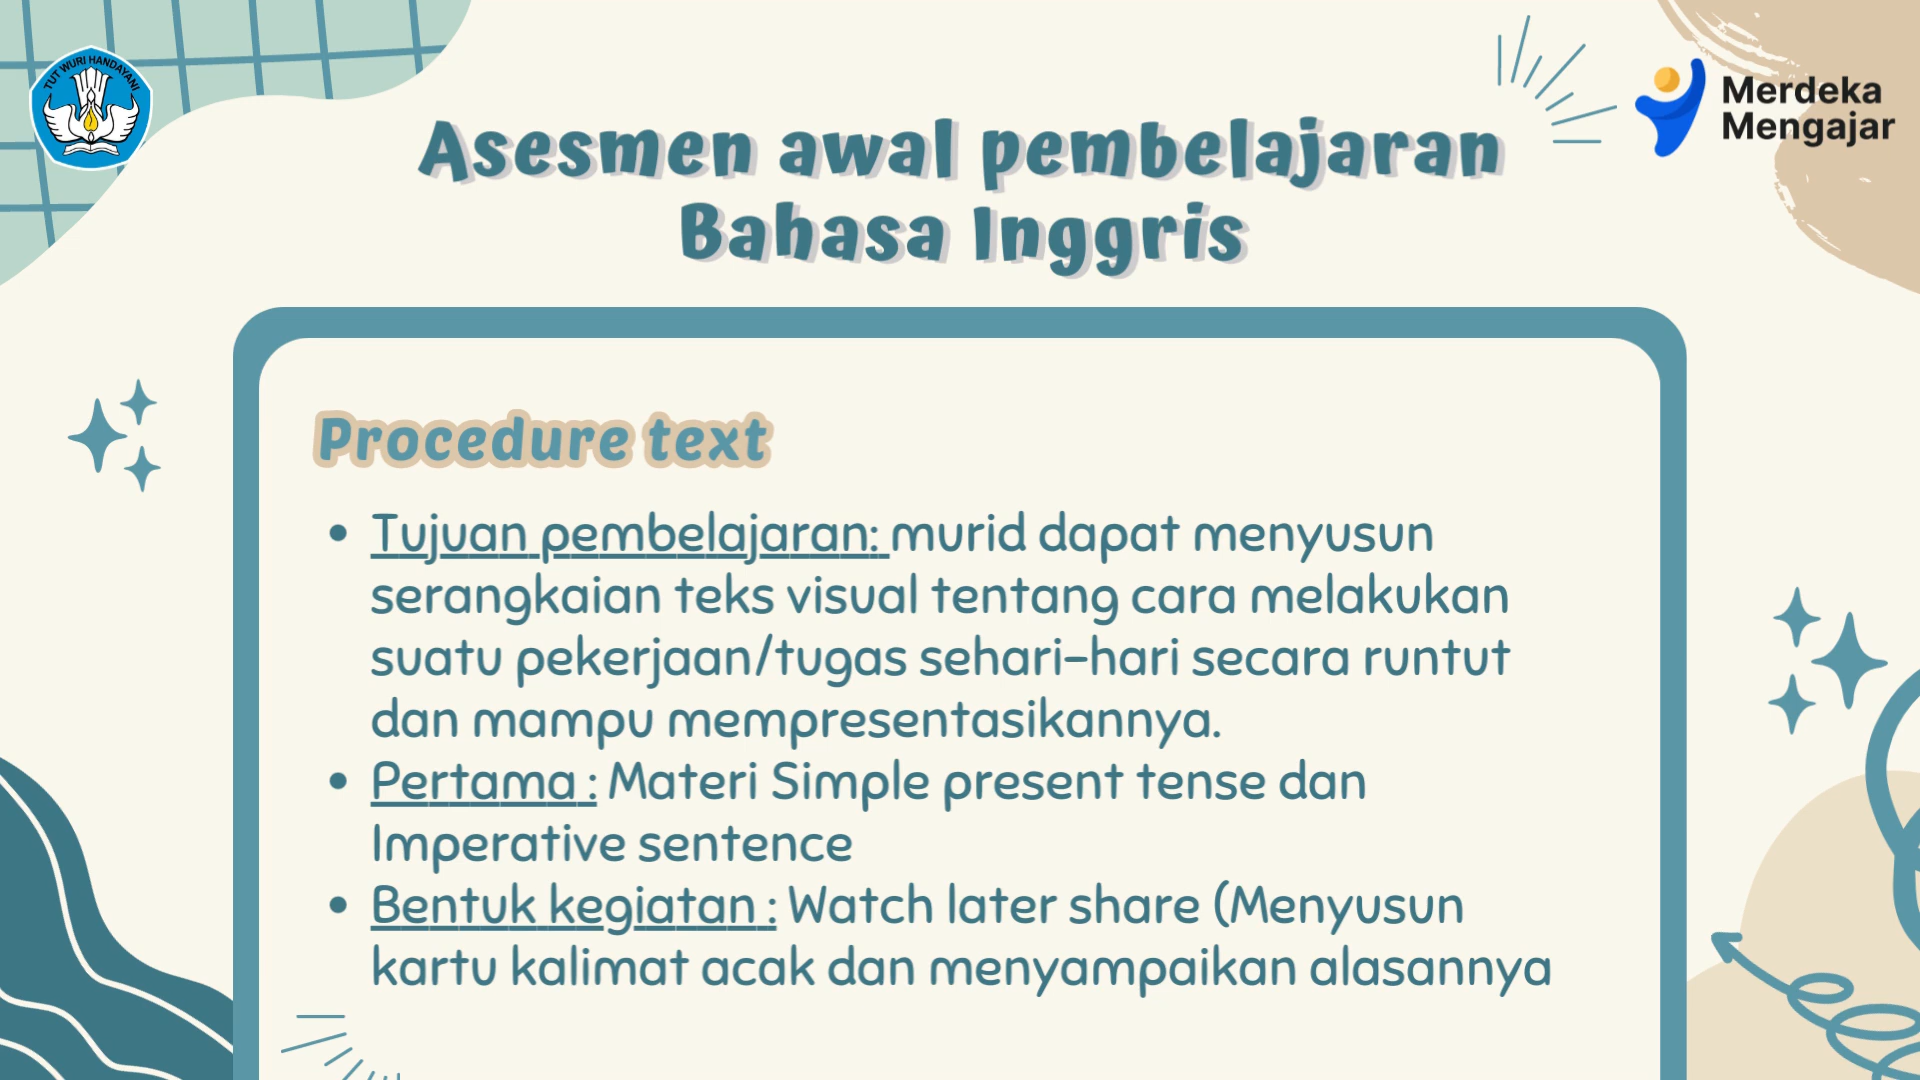 TUT WURI HANDAYANI
Merdeka
Mengajar
Asesmen awal pembelajaran
Bahasa Inggris
Procedure text
• Tujuan pembelajaran: murid dapat menyusun
serangkaian teks visual tentang cara melakukan
suatu pekerjaan/tugas sehari-hari secara runtut
dan mampu mempresentasikannya.
• Pertama : Materi Simple present tense dan
Imperative sentence
• Bentuk kegiatan : Watch later share (Menyusun
kartu kalimat acak dan menyampaikan alasannya